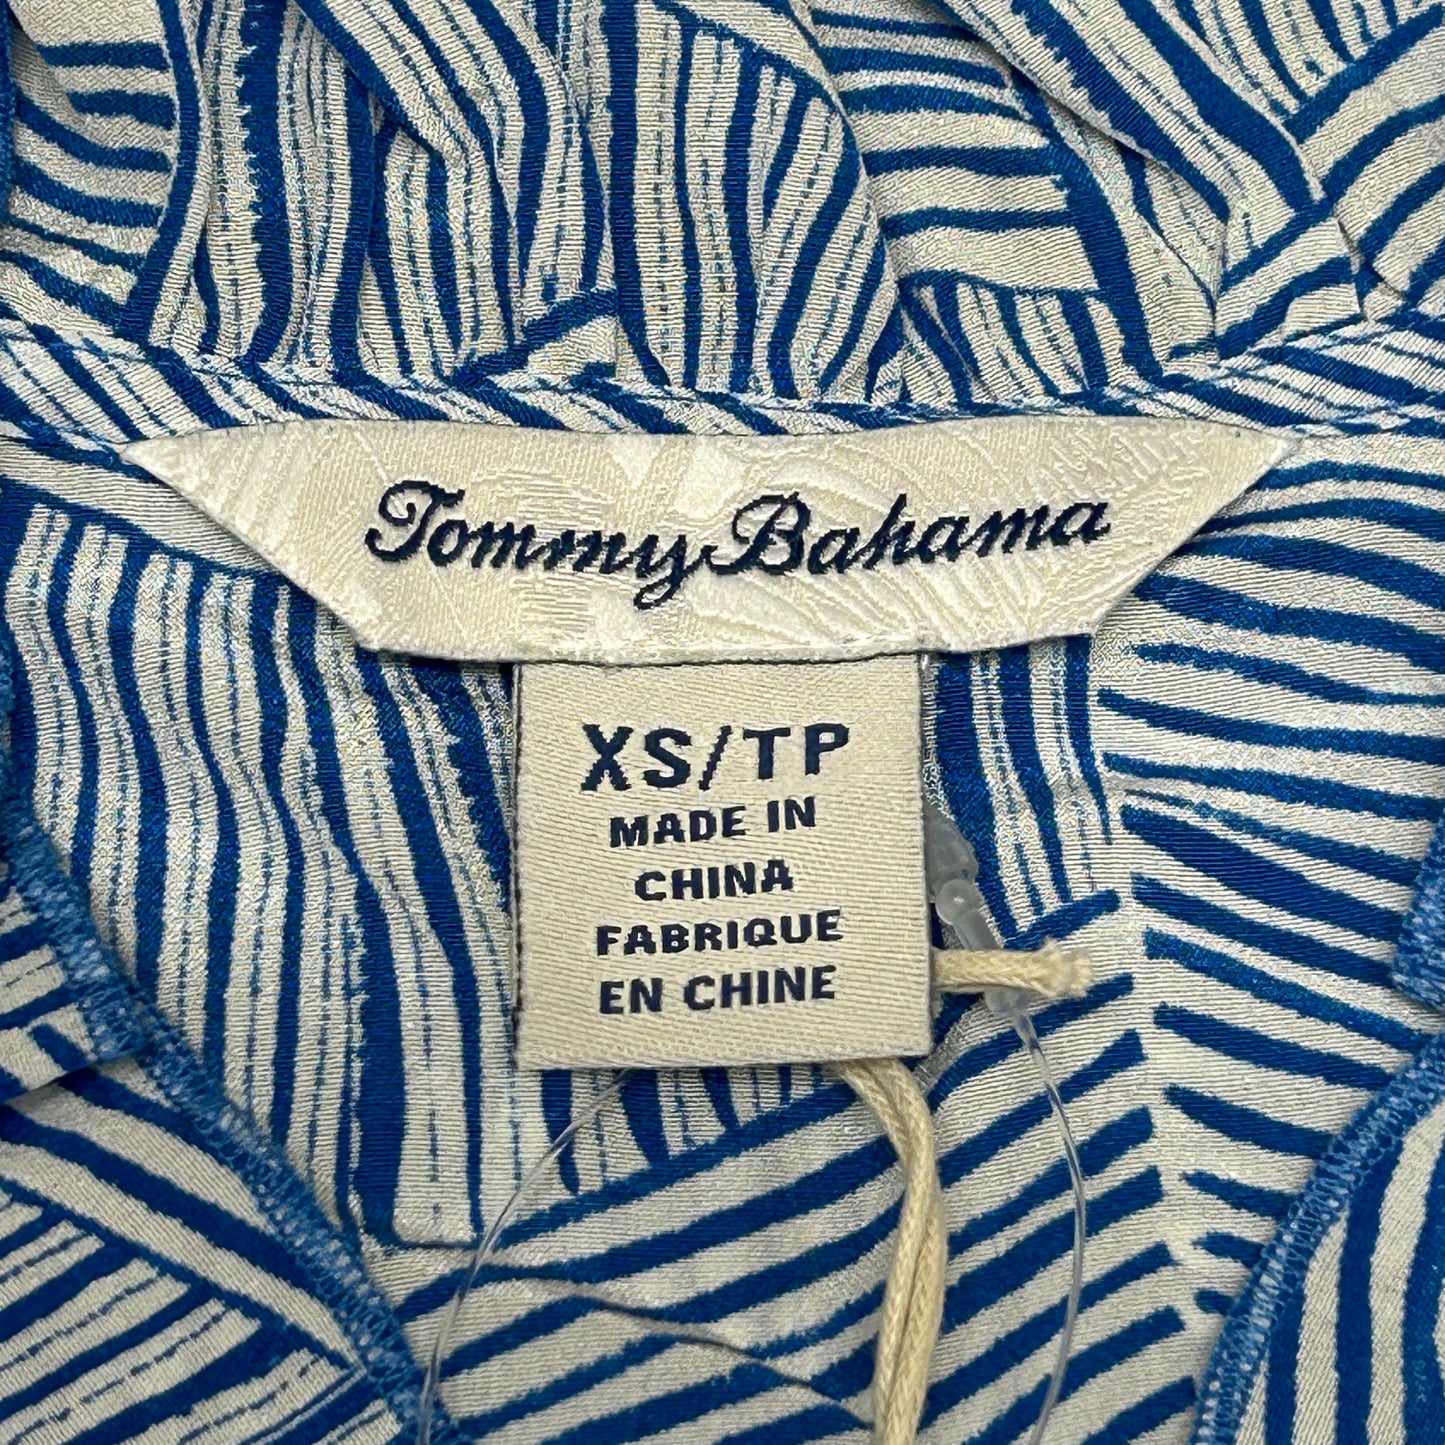 Tommy Bahama
XS/TP
MADE IN
CHINA
FABRIQUE
EN CHINE